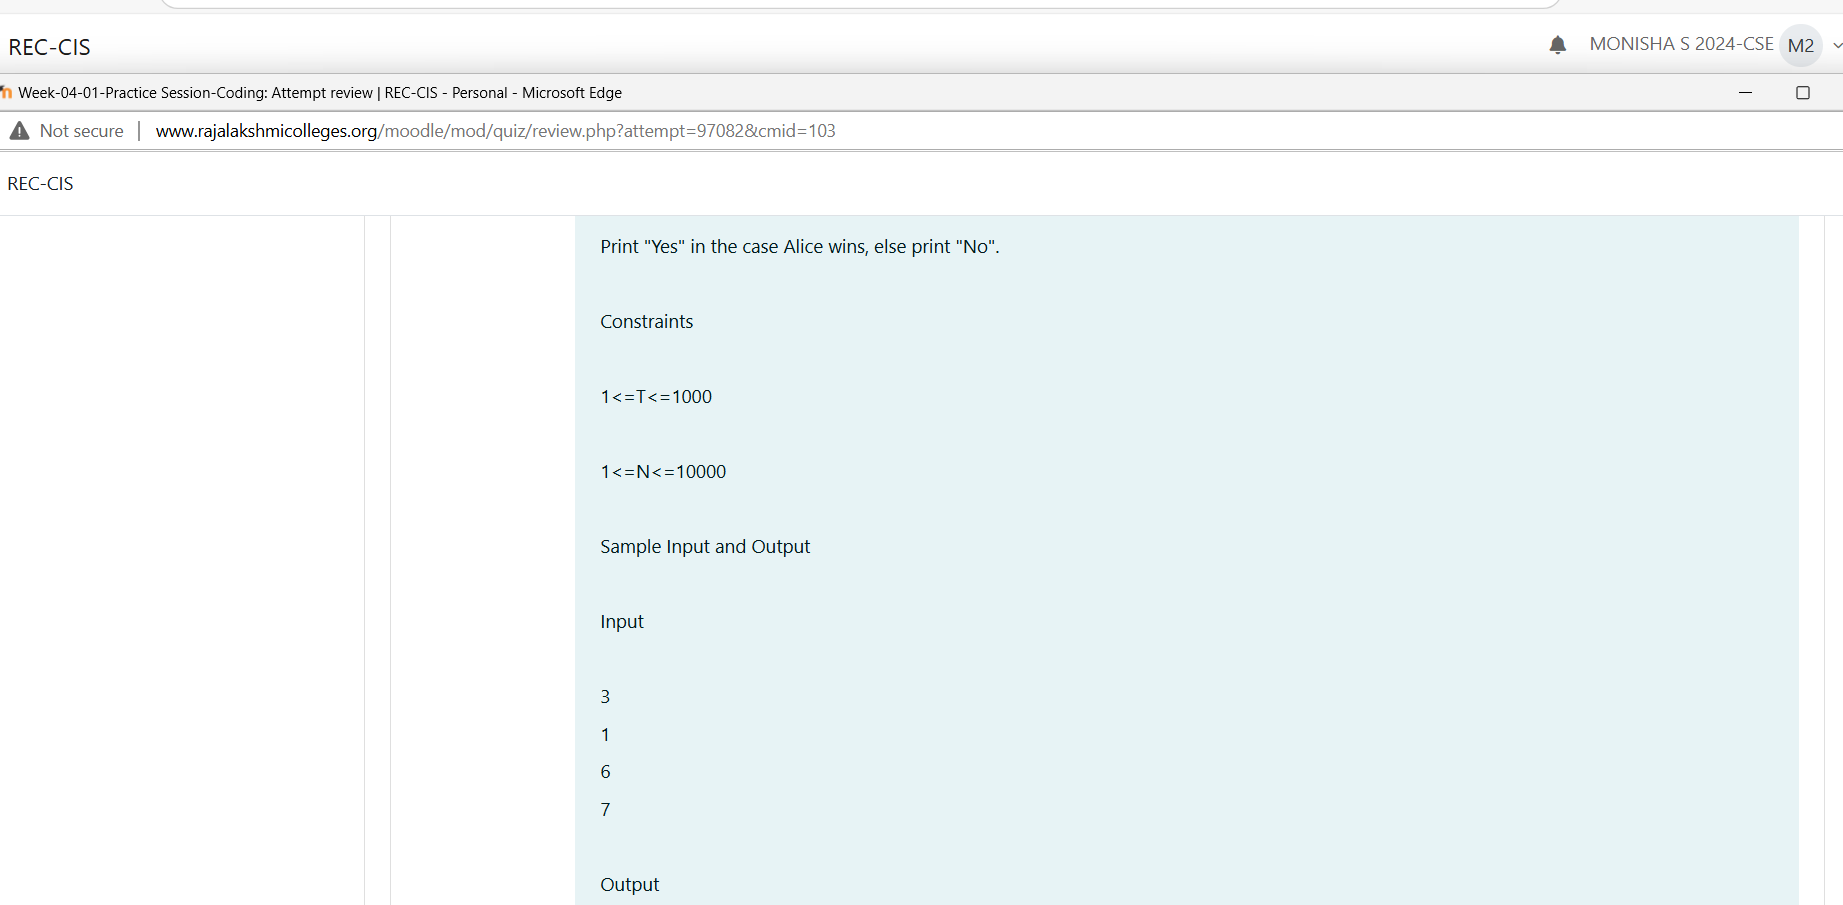 REC-CIS
MONISHA S 2024-CSE M2
Week-04-01-Practice Session-Coding: Attempt review | REC-CIS - Personal - Microsoft Edge
Not secure | www.rajalakshmicolleges.org/moodle/mod/quiz/review.php?attempt=97082&cmid=103
REC-CIS
Print "Yes" in the case Alice wins, else print "No".
Constraints
1<=T<=1000
1<=N<=10000
Sample Input and Output
Input
3
1
6
7
Output